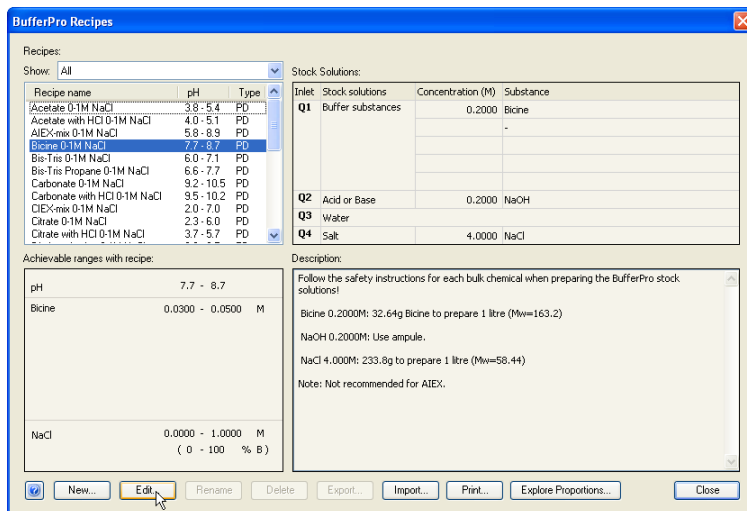 BufferPro Recipes
Recipes:
Show: All
Recipe name pH Type
Acetate 0-1M NaCl 3.8 - 5.4 PD
Acetate with HCl 0-1M NaCl 4.0 - 5.1 PD
AIEX-mix 0-1M NaCl 5.8 - 8.9 PD
Bicine 0-1M NaCl 7.7 - 8.7 PD
Bis-Tris 0-1M NaCl 6.0 - 7.1 PD
Bis-Tris Propane 0-1M NaCl 6.6 - 7.7 PD
Carbonate 0-1M NaCl 9.2 - 10.5 PD
Carbonate with HCl 0-1M NaCl 9.5 - 10.2 PD
CIEX-mix 0-1M NaCl 2.0 - 7.0 PD
Citrate 0-1M NaCl 2.3 - 6.0 PD
Citrate with HCl 0-1M NaCl 3.7 - 5.7 PD
Stock Solutions:
Inlet Stock solutions Concentration (M) Substance
Q1 Buffer substances 0.2000 Bicine
-
Q2 Acid or Base 0.2000 NaOH
Q3 Water
Q4 Salt 4.0000 NaCl
Achievable ranges with recipe:
pH 7.7 - 8.7
Bicine 0.0300 - 0.0500 M
NaCl 0.0000 - 1.0000 M
( 0 - 100 % B )
Description:
Follow the safety instructions for each bulk chemical when preparing the BufferPro stock
solutions!
Bicine 0.2000M: 32.64g Bicine to prepare 1 litre (Mw=163.2)
NaOH 0.2000M: Use ampule.
NaCl 4.000M: 233.8g to prepare 1 litre (Mw=58.44)
Note: Not recommended for AIEX.
? New... Edit... Rename Delete Export... Import... Print... Explore Proportions... Close